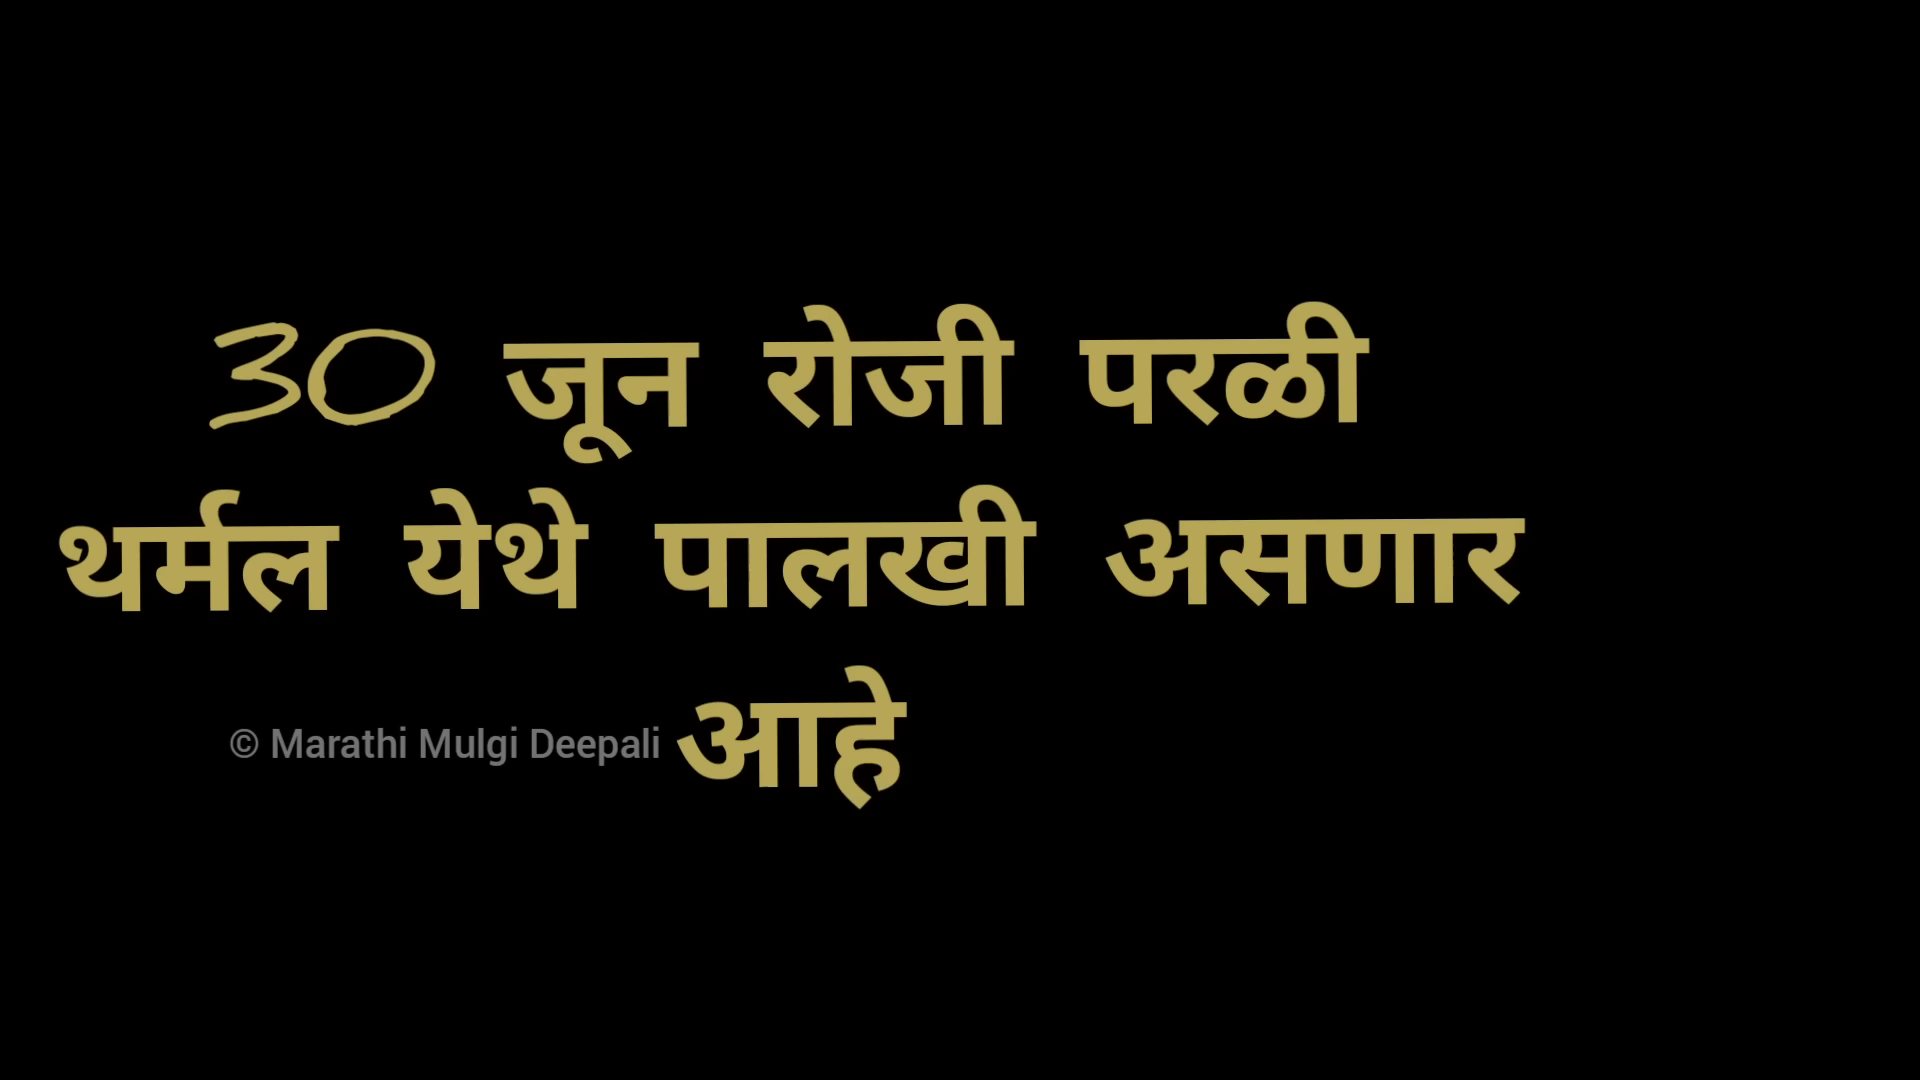 30 जून रोजी परळी
थर्मल येथे पालखी असणार
आहे
© Marathi Mulgi Deepali